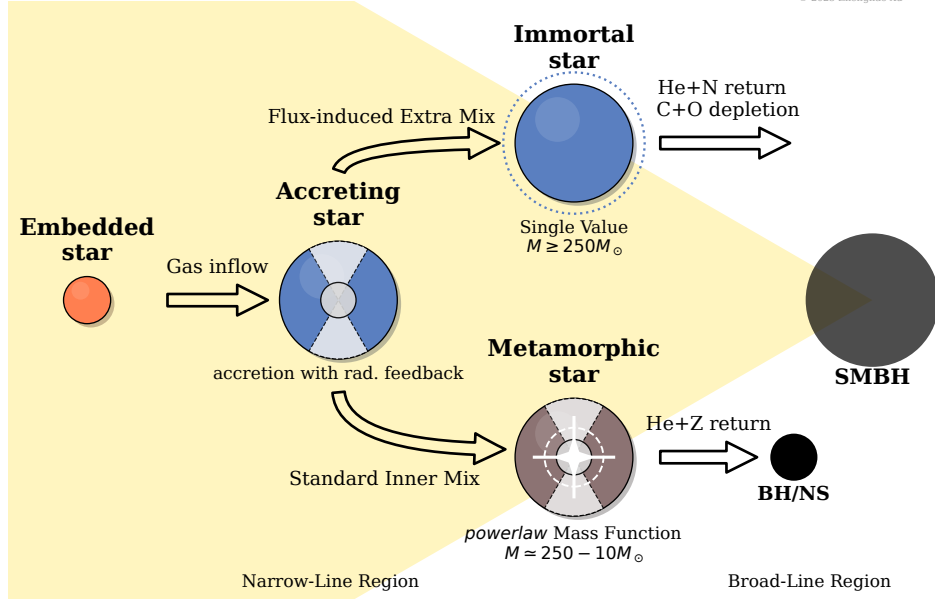 Immortal
star
He+N return
C+O depletion
Flux-induced Extra Mix
Accreting
star
Embedded
star
Single Value
M ≥ 250M⊙
Gas inflow
Metamorphic
star
accretion with rad. feedback
SMBH
He+Z return
Standard Inner Mix
BH/NS
powerlaw Mass Function
M ≃ 250 − 10M⊙
Narrow-Line Region
Broad-Line Region